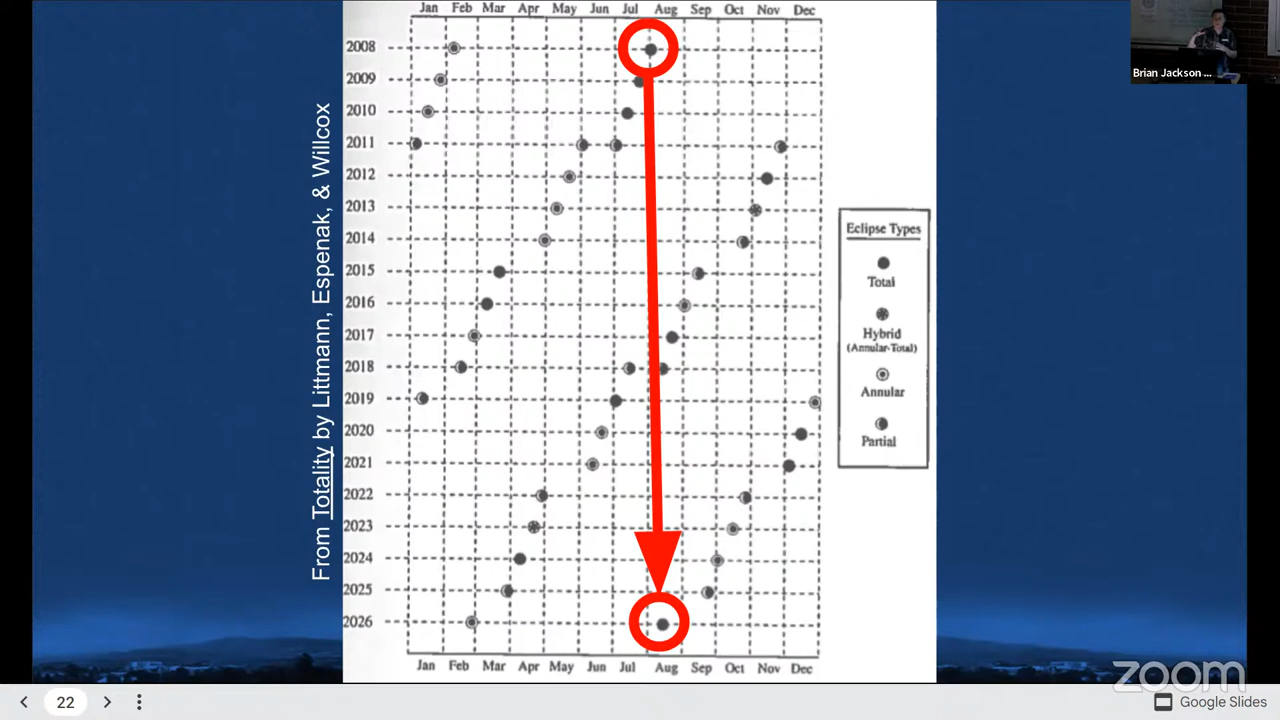 Jan Feb Mar Apr May Jun Jul Aug Sep Oct Nov Dec
2008
2009
2010
2011
2012
2013
2014
2015
2016
2017
2018
2019
2020
2021
2022
2023
2024
2025
2026
Jan Feb Mar Apr May Jun Jul Aug Sep Oct Nov Dec
From Totality by Littmann, Espenak, & Willcox
Eclipse Types
Total
Hybrid
(Annular-Total)
Annular
Partial
Brian Jackson ...
zoom
22
Google Slides